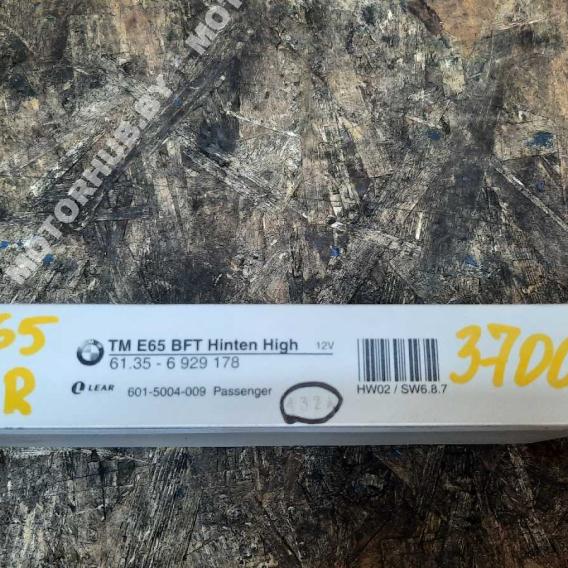 MOTORHUB.BY - MOTO
TM E65 BFT Hinten High 12V
61.35 - 6 929 178
LEAR
601-5004-009 Passenger
HW02 / SW6.8.7
65
R
3700